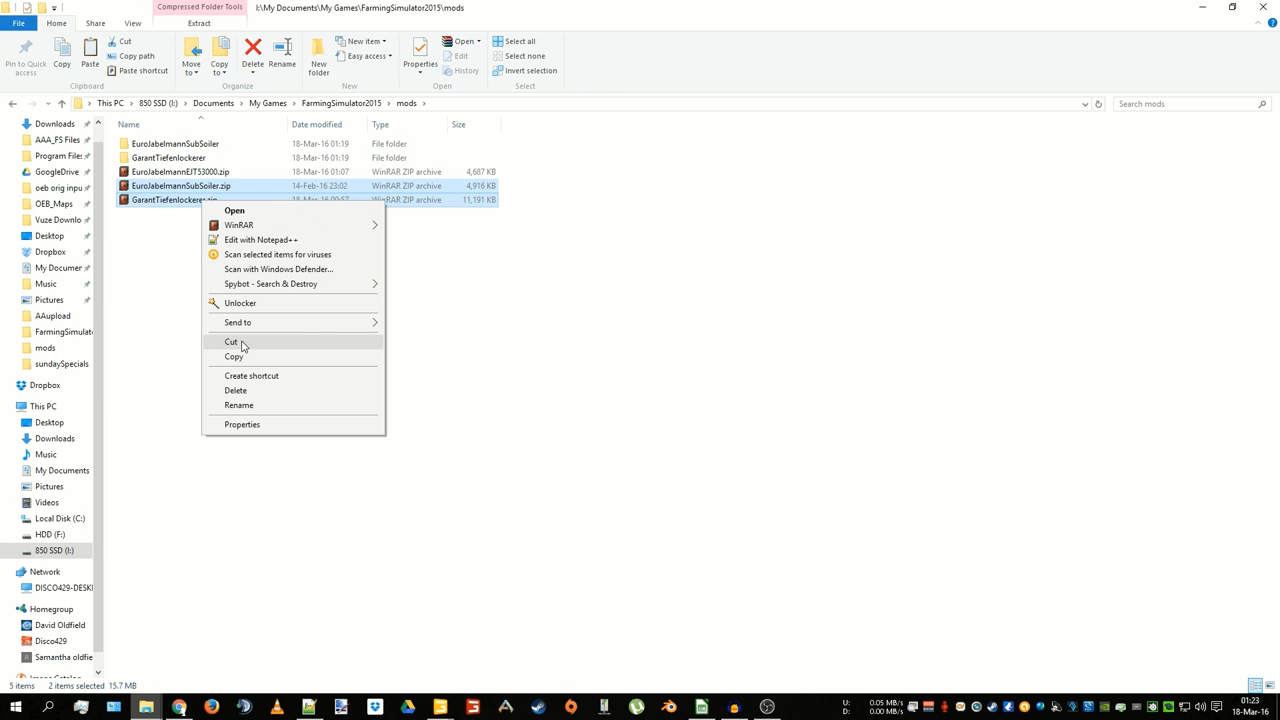 Compressed Folder Tools
I:\My Documents\My Games\FarmingSimulator2015\mods
File
Home
Share
View
Extract
Pin to Quick access
Copy
Paste
Cut
Copy path
Paste shortcut
Clipboard
Move to
Copy to
Delete
Rename
Organize
New folder
New item
Easy access
New
Properties
Open
Edit
History
Open
Select all
Select none
Invert selection
Select
This PC
850 SSD (I:)
Documents
My Games
FarmingSimulator2015
mods
Search mods
Name
Date modified
Type
Size
EuroJabelmannSubSoiler 18-Mar-16 01:19 File folder
GarantTiefenlockerer 18-Mar-16 01:19 File folder
EuroJabelmannEJT53000.zip 18-Mar-16 01:07 WinRAR ZIP archive 4,687 KB
EuroJabelmannSubSoiler.zip 14-Feb-16 23:02 WinRAR ZIP archive 4,916 KB
GarantTiefenlockerer.zip 18-Mar-16 00:57 WinRAR ZIP archive 11,191 KB
Open
WinRAR
Edit with Notepad++
Scan selected items for viruses
Scan with Windows Defender...
Spybot - Search & Destroy
Unlocker
Send to
Cut
Copy
Create shortcut
Delete
Rename
Properties
Downloads
AAA_FS Files
Program Files
GoogleDrive
oeb orig inpu
OEB_Maps
Vuze Downlo
Desktop
Dropbox
My Documer
Music
Pictures
AAupload
FarmingSimulato
mods
sundaySpecials
Dropbox
This PC
Desktop
Downloads
Music
My Documents
Pictures
Videos
Local Disk (C:)
HDD (F:)
850 SSD (I:)
Network
DISCO429-DESK
Homegroup
David Oldfield
Disco429
Samantha oldfie
5 items
2 items selected 15.7 MB
U: 0.05 MB/s
D: 0.00 MB/s
01:23
18-Mar-16